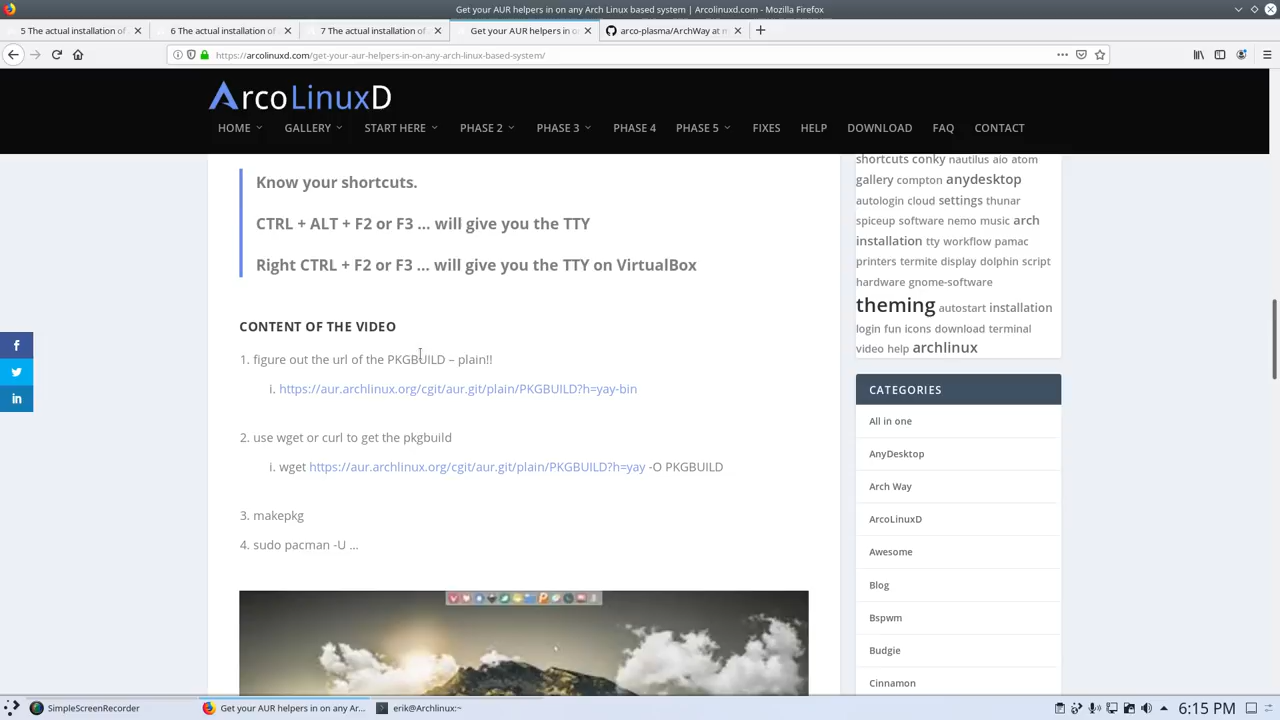 Get your AUR helpers in on any Arch Linux based system | Arcolinuxd.com - Mozilla Firefox
5 The actual installation of
6 The actual installation of
7 The actual installation of
Get your AUR helpers in on
arco-plasma/ArchWay at m
https://arcolinuxd.com/get-your-aur-helpers-in-on-any-arch-linux-based-system/
ArcoLinuxD
HOME
GALLERY
START HERE
PHASE 2
PHASE 3
PHASE 4
PHASE 5
FIXES
HELP
DOWNLOAD
FAQ
CONTACT
Know your shortcuts.
CTRL + ALT + F2 or F3 … will give you the TTY
Right CTRL + F2 or F3 … will give you the TTY on VirtualBox
CONTENT OF THE VIDEO
1. figure out the url of the PKGBUILD – plain!!
i. https://aur.archlinux.org/cgit/aur.git/plain/PKGBUILD?h=yay-bin
2. use wget or curl to get the pkgbuild
i. wget https://aur.archlinux.org/cgit/aur.git/plain/PKGBUILD?h=yay -O PKGBUILD
3. makepkg
4. sudo pacman -U …
shortcuts conky nautilus aio atom
gallery compton anydesktop
autologin cloud settings thunar
spiceup software nemo music arch
installation tty workflow pamac
printers termite display dolphin script
hardware gnome-software
theming autostart installation
login fun icons download terminal
video help archlinux
CATEGORIES
All in one
AnyDesktop
Arch Way
ArcoLinuxD
Awesome
Blog
Bspwm
Budgie
Cinnamon
f
in
SimpleScreenRecorder
Get your AUR helpers in on any Ar...
erik@Archlinux:~
6:15 PM